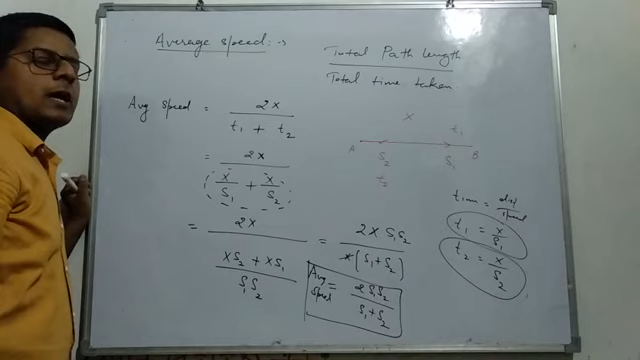 Average speed :→
Total Path length
Total time taken
Avg speed = 2x / t₁ + t₂
x
t₁
A
B
S₂
S₁
t₂
= 2x / x/S₁ + x/S₂
time = dist/speed
t₁ = x/S₁
t₂ = x/S₂
= 2x / (xS₂ + xS₁ / S₁S₂) = 2x S₁S₂ / x(S₁+S₂)
Avg speed = 2S₁S₂ / S₁+S₂